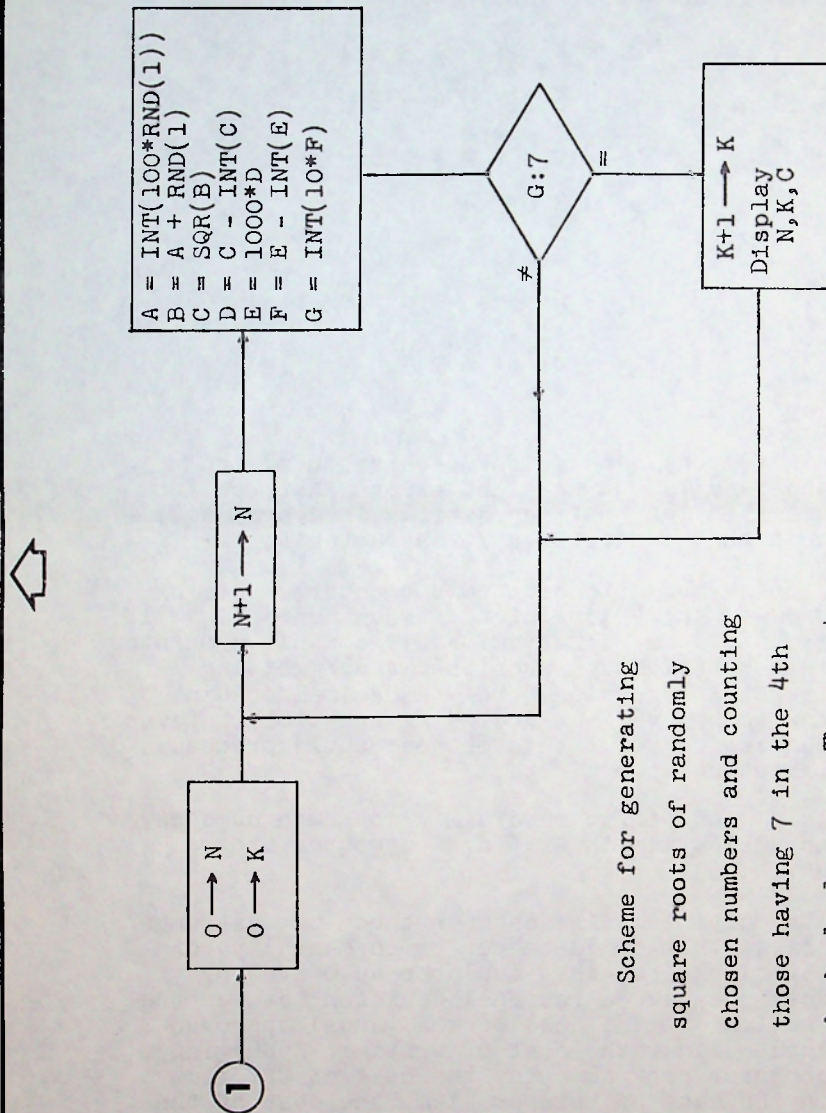 1
0 → N
0 → K
N+1 → N
A = INT(100*RND(1))
B = A + RND(1)
C = SQR(B)
D = C - INT(C)
E = 1000*D
F = E - INT(E)
G = INT(10*F)
G:7
≠
=
K+1 → K
Display
N,K,C
Scheme for generating
square roots of randomly
chosen numbers and counting
those having 7 in the 4th